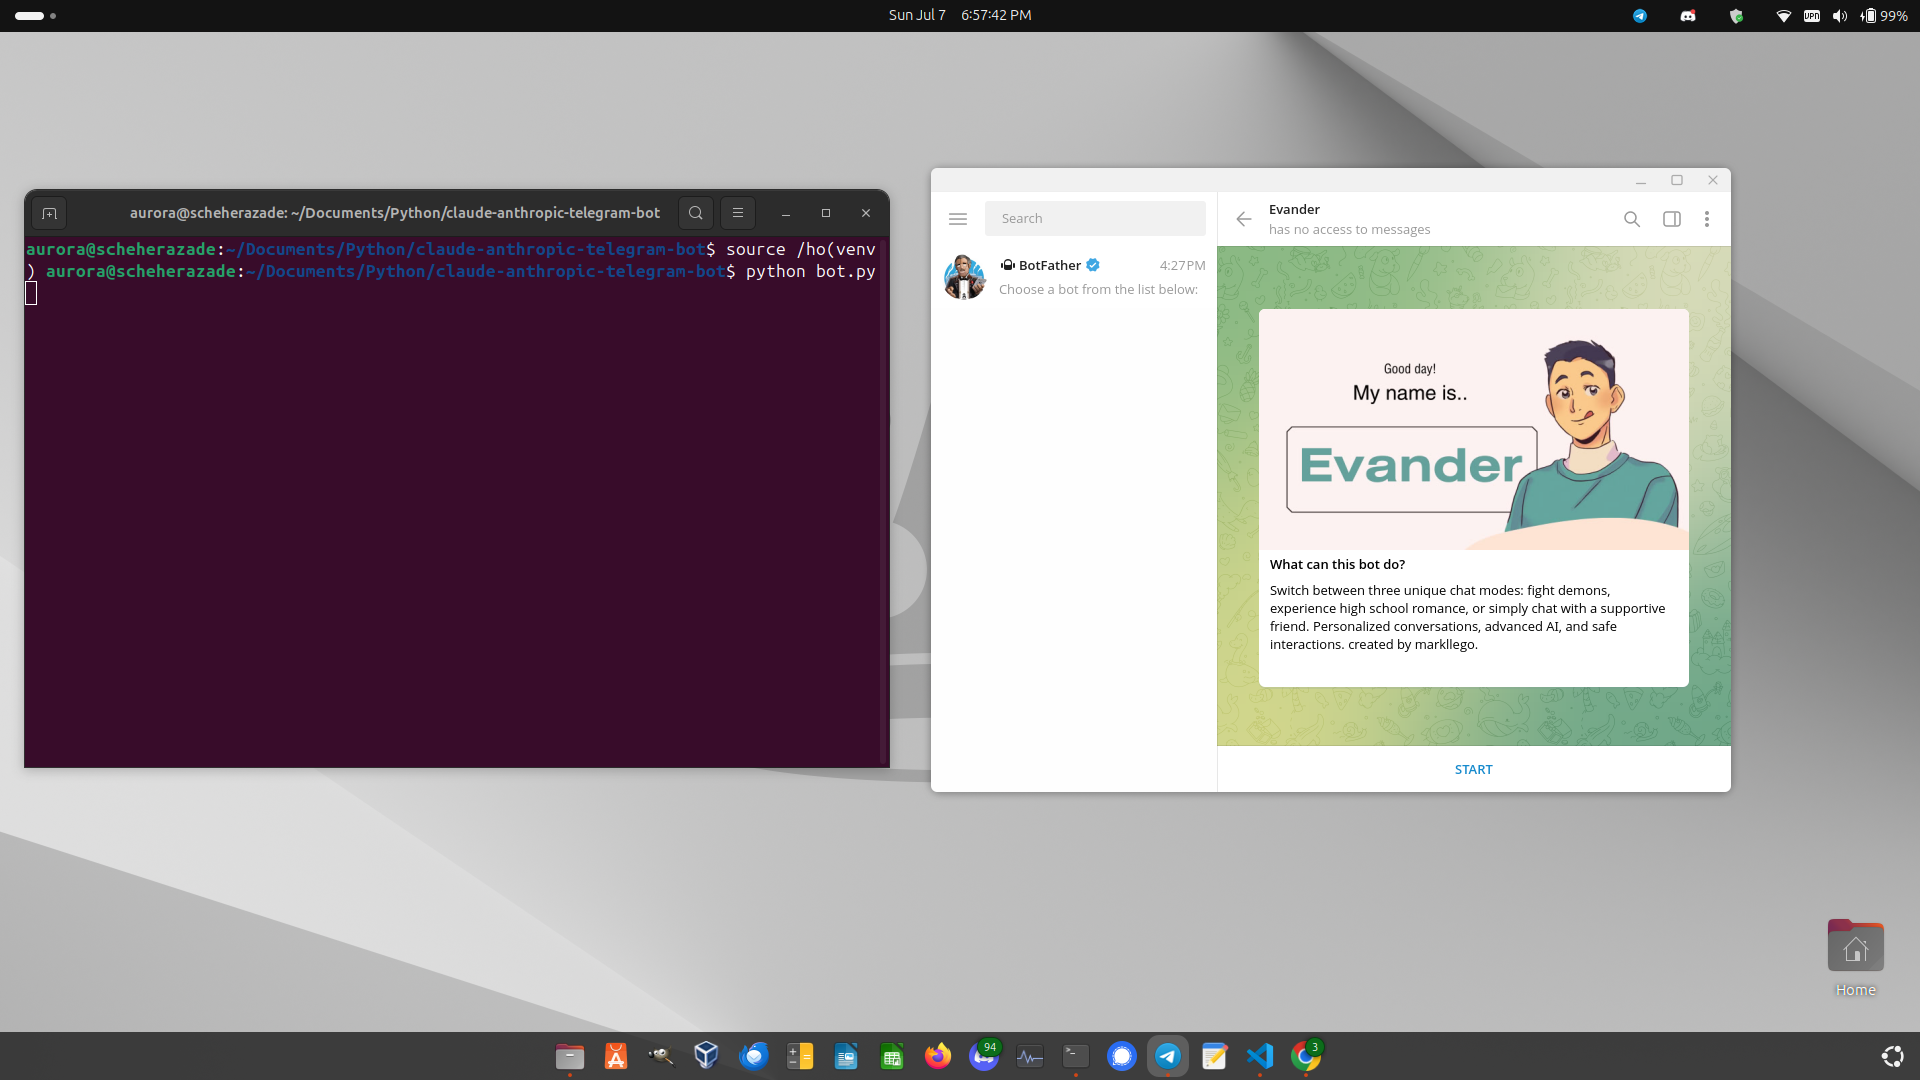 Sun Jul 7 6:57:42 PM
99%
aurora@scheherazade: ~/Documents/Python/claude-anthropic-telegram-bot
aurora@scheherazade:~/Documents/Python/claude-anthropic-telegram-bot$ source /ho(venv
) aurora@scheherazade:~/Documents/Python/claude-anthropic-telegram-bot$ python bot.py
Search
BotFather 4:27PM
Choose a bot from the list below:
Evander
has no access to messages
Good day!
My name is..
Evander
What can this bot do?
Switch between three unique chat modes: fight demons,
experience high school romance, or simply chat with a supportive
friend. Personalized conversations, advanced AI, and safe
interactions. created by markllego.
START
Home
94
3